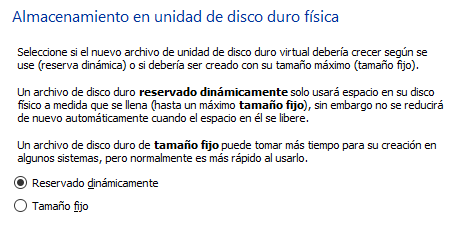 Almacenamiento en unidad de disco duro física
Seleccione si el nuevo archivo de unidad de disco duro virtual debería crecer según se
use (reserva dinámica) o si debería ser creado con su tamaño máximo (tamaño fijo).
Un archivo de disco duro reservado dinámicamente solo usará espacio en su disco
físico a medida que se llena (hasta un máximo tamaño fijo), sin embargo no se reducirá
de nuevo automáticamente cuando el espacio en él se libere.
Un archivo de disco duro de tamaño fijo puede tomar más tiempo para su creación en
algunos sistemas, pero normalmente es más rápido al usarlo.
Reservado dinámicamente
Tamaño fijo